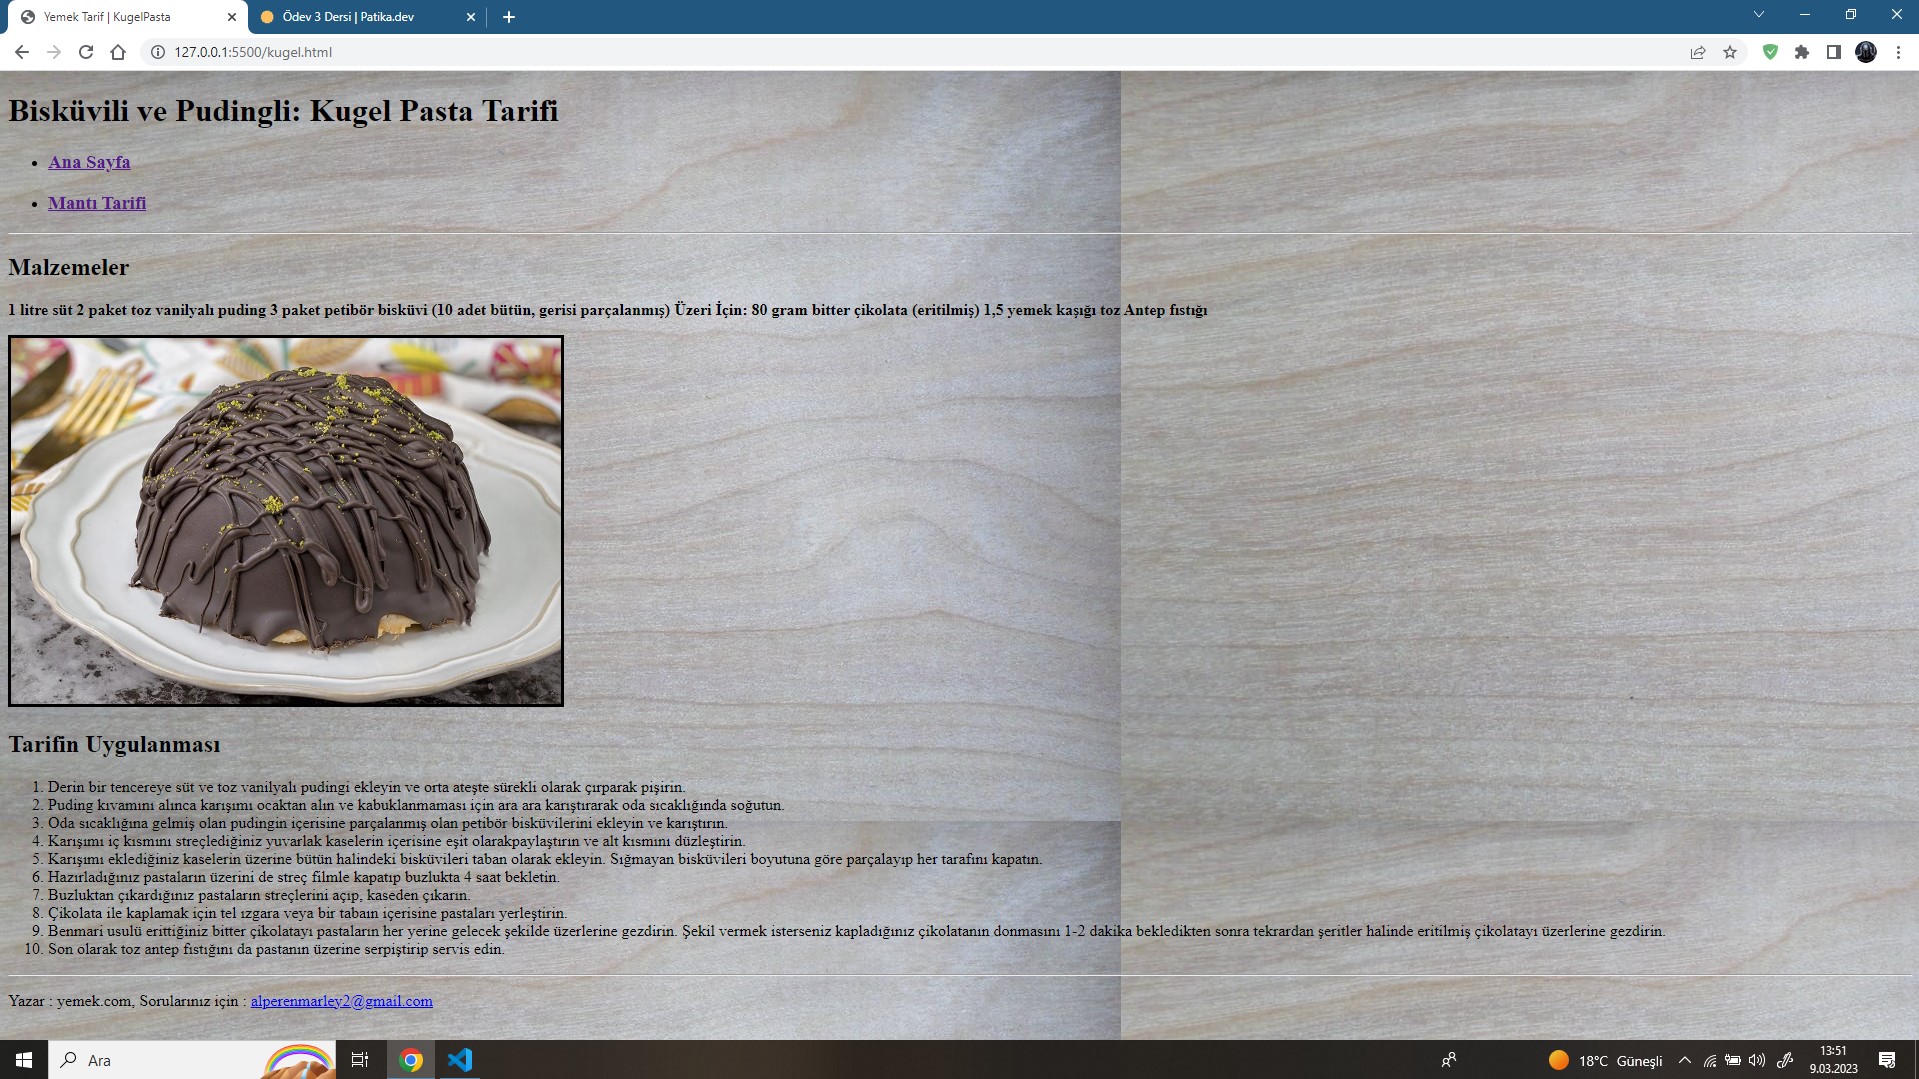 Yemek Tarif | KugelPasta
Ödev 3 Dersi | Patika.dev
127.0.0.1:5500/kugel.html
Bisküvili ve Pudingli: Kugel Pasta Tarifi
• Ana Sayfa
• Mantı Tarifi
Malzemeler
1 litre süt 2 paket toz vanilyalı puding 3 paket petibör bisküvi (10 adet bütün, gerisi parçalanmış) Üzeri İçin: 80 gram bitter çikolata (eritilmiş) 1,5 yemek kaşığı toz Antep fıstığı
Tarifin Uygulanması
1. Derin bir tencereye süt ve toz vanilyalı pudingi ekleyin ve orta ateşte sürekli olarak çırparak pişirin.
2. Puding kıvamını alınca karışımı ocaktan alın ve kabuklanmaması için ara ara karıştırarak oda sıcaklığında soğutun.
3. Oda sıcaklığına gelmiş olan pudingin içerisine parçalanmış olan petibör bisküvilerini ekleyin ve karıştırın.
4. Karışımı iç kısmını streçlediğiniz yuvarlak kaselerin içerisine eşit olarakpaylaştırın ve alt kısmını düzleştirin.
5. Karışımı eklediğiniz kaselerin üzerine bütün halindeki bisküvileri taban olarak ekleyin. Sığmayan bisküvileri boyutuna göre parçalayıp her tarafını kapatın.
6. Hazırladığınız pastaların üzerini de streç filmle kapatıp buzlukta 4 saat bekletin.
7. Buzluktan çıkardığınız pastaların streçlerini açıp, kaseden çıkarın.
8. Çikolata ile kaplamak için tel ızgara veya bir tabaın içerisine pastaları yerleştirin.
9. Benmari usulü erittiğiniz bitter çikolatayı pastaların her yerine gelecek şekilde üzerlerine gezdirin. Şekil vermek isterseniz kapladığınız çikolatanın donmasını 1-2 dakika bekledikten sonra tekrardan şeritler halinde eritilmiş çikolatayı üzerlerine gezdirin.
10. Son olarak toz antep fıstığını da pastanın üzerine serpiştirip servis edin.
Yazar : yemek.com, Sorularınız için : alperenmarley2@gmail.com
Ara
18°C Güneşli
13:51
9.03.2023